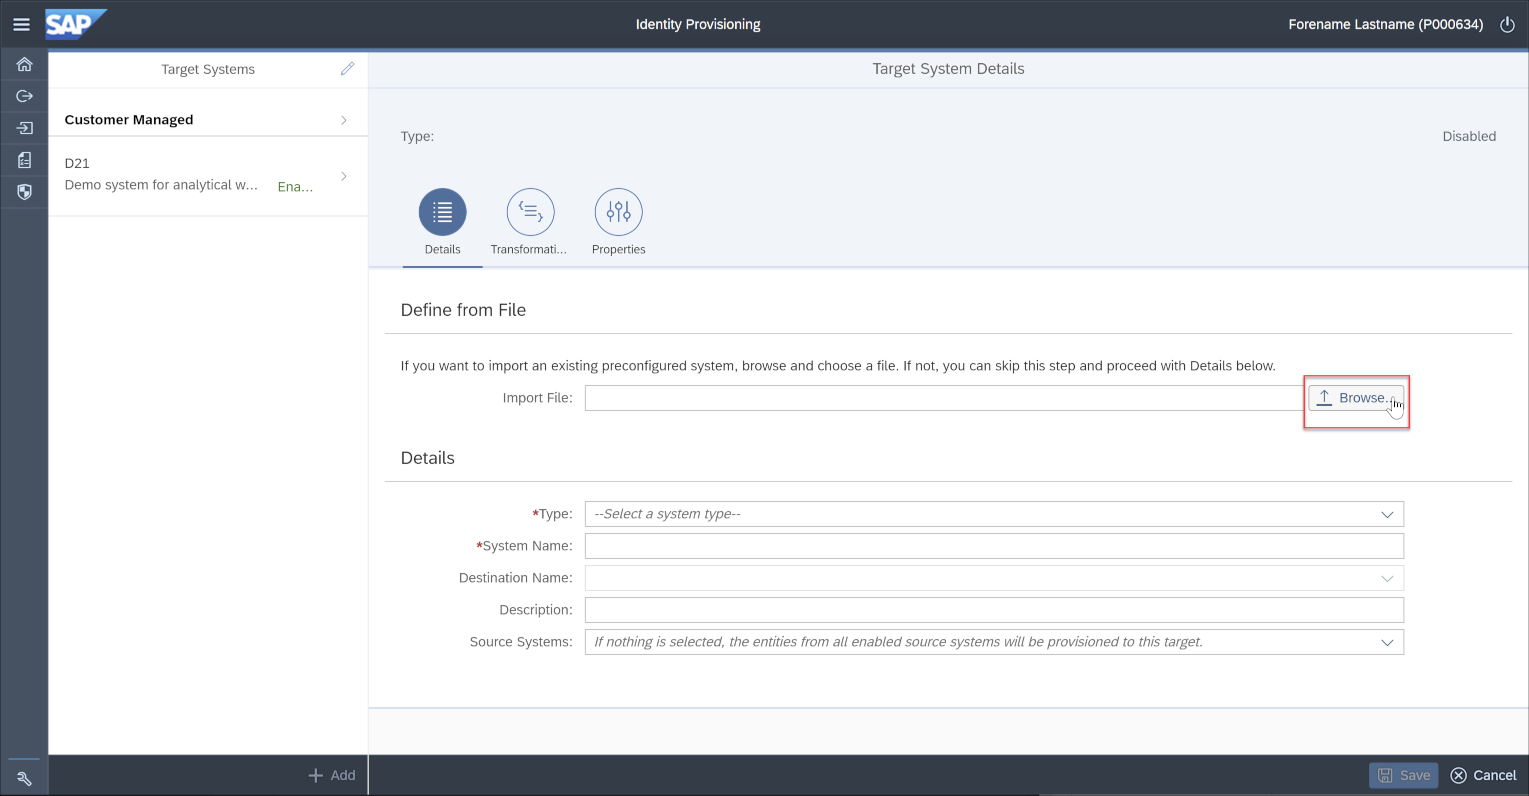 SAP
Identity Provisioning
Forename Lastname (P000634)
Target Systems
Target System Details
Customer Managed
D21
Demo system for analytical w...
Ena...
Type:
Disabled
Details
Transformati...
Properties
Define from File
If you want to import an existing preconfigured system, browse and choose a file. If not, you can skip this step and proceed with Details below.
Import File:
Browse...
Details
*Type:
--Select a system type--
*System Name:
Destination Name:
Description:
Source Systems:
If nothing is selected, the entities from all enabled source systems will be provisioned to this target.
Add
Save
Cancel